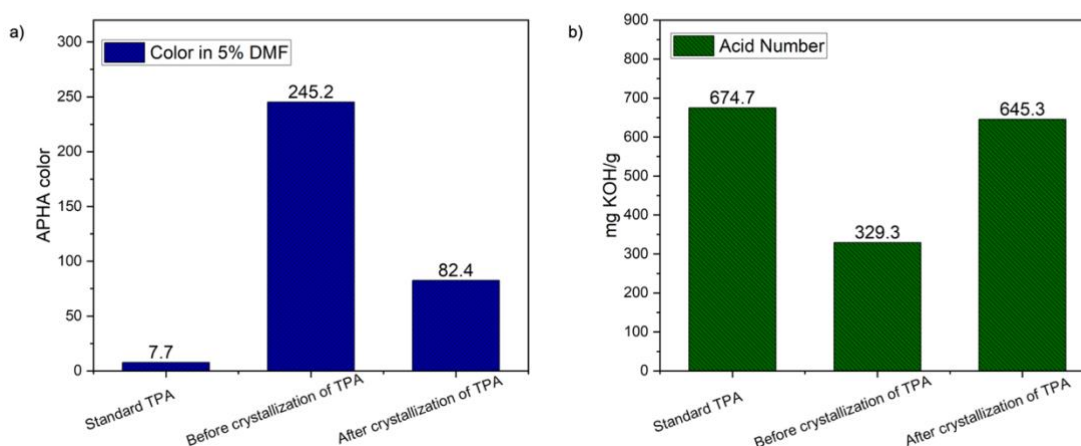 a)
Color in 5% DMF
APHA color
300
250
200
150
100
50
0
7.7
245.2
82.4
Standard TPA
Before crystallization of TPA
After crystallization of TPA
b)
Acid Number
mg KOH/g
900
800
700
600
500
400
300
200
100
0
674.7
329.3
645.3
Standard TPA
Before crystallization of TPA
After crystallization of TPA